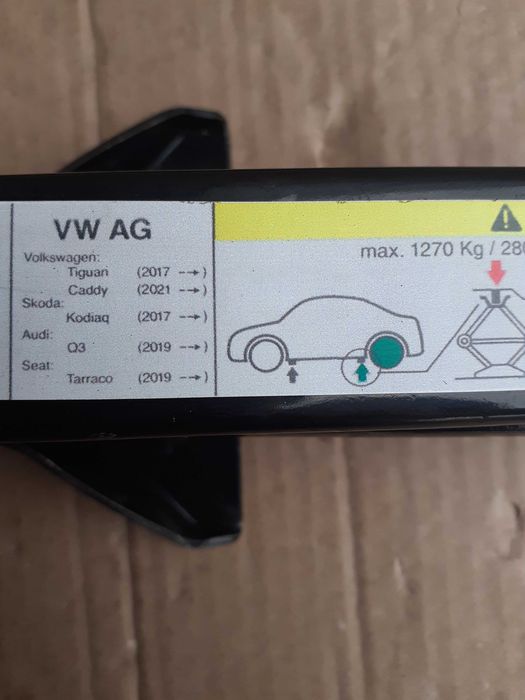 VW AG
Volkswagen:
Tiguan (2017 --→)
Caddy (2021 --→)
Skoda:
Kodiaq (2017 --→)
Audi:
Q3 (2019 --→)
Seat:
Tarraco (2019 --→)
max. 1270 Kg / 280